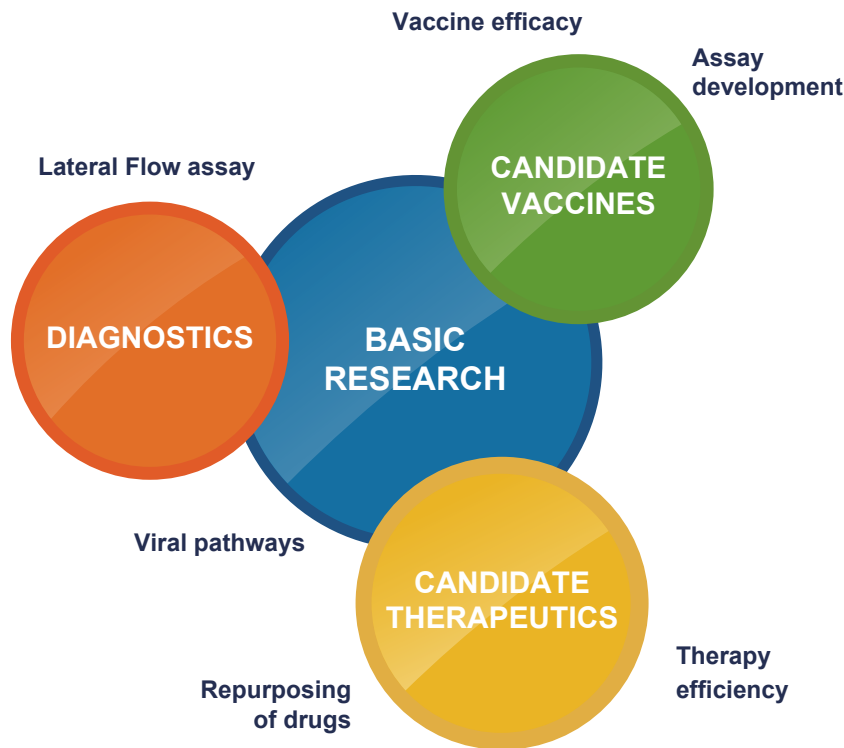 Vaccine efficacy
Assay
development
Lateral Flow assay
CANDIDATE
VACCINES
DIAGNOSTICS
BASIC
RESEARCH
Viral pathways
CANDIDATE
THERAPEUTICS
Therapy
efficiency
Repurposing
of drugs